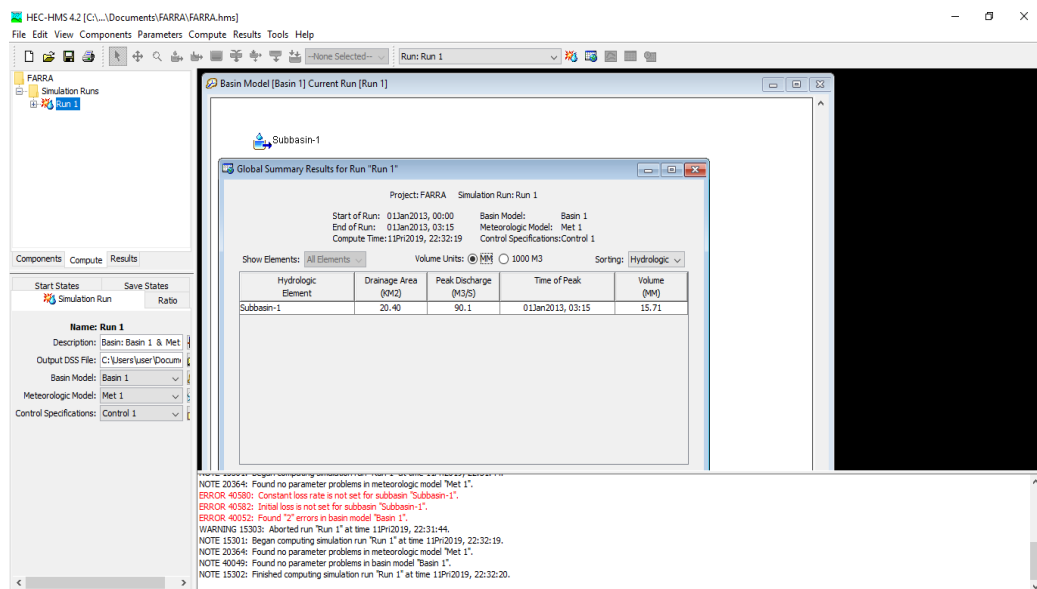 HEC-HMS 4.2 [C:\...\Documents\FARRA\FARRA.hms]
File Edit View Components Parameters Compute Results Tools Help
--None Selected--
Run: Run 1
FARRA
Simulation Runs
Run 1
Components Compute Results
Start States Save States
Simulation Run Ratio
Name: Run 1
Description: Basin: Basin 1 & Met
Output DSS File: C:\Users\user\Docum
Basin Model: Basin 1
Meteorologic Model: Met 1
Control Specifications: Control 1
Basin Model [Basin 1] Current Run [Run 1]
Subbasin-1
Global Summary Results for Run "Run 1"
Project: FARRA Simulation Run: Run 1
Start of Run: 01Jan2013, 00:00 Basin Model: Basin 1
End of Run: 01Jan2013, 03:15 Meteorologic Model: Met 1
Compute Time:11Pri2019, 22:32:19 Control Specifications:Control 1
Show Elements: All Elements Volume Units: MM 1000 M3 Sorting: Hydrologic
Hydrologic Drainage Area Peak Discharge Time of Peak Volume
Element (KM2) (M3/S) (MM)
Subbasin-1 20.40 90.1 01Jan2013, 03:15 15.71
NOTE 20364: Found no parameter problems in meteorologic model "Met 1".
ERROR 40580: Constant loss rate is not set for subbasin "Subbasin-1".
ERROR 40582: Initial loss is not set for subbasin "Subbasin-1".
ERROR 40052: Found "2" errors in basin model "Basin 1".
WARNING 15303: Aborted run "Run 1" at time 11Pri2019, 22:31:44.
NOTE 15301: Began computing simulation run "Run 1" at time 11Pri2019, 22:32:19.
NOTE 20364: Found no parameter problems in meteorologic model "Met 1".
NOTE 40049: Found no parameter problems in basin model "Basin 1".
NOTE 15302: Finished computing simulation run "Run 1" at time 11Pri2019, 22:32:20.